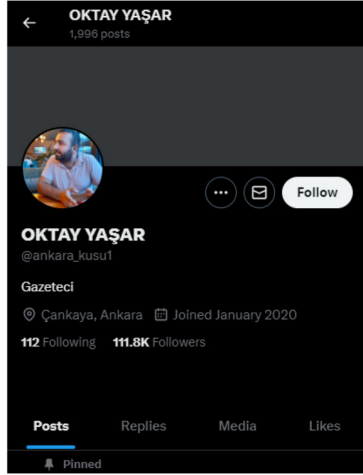 OKTAY YAŞAR
1,996 posts
Follow
OKTAY YAŞAR
@ankara_kusu1
Gazeteci
Çankaya, Ankara Joined January 2020
112 Following 111.8K Followers
Posts Replies Media Likes
Pinned